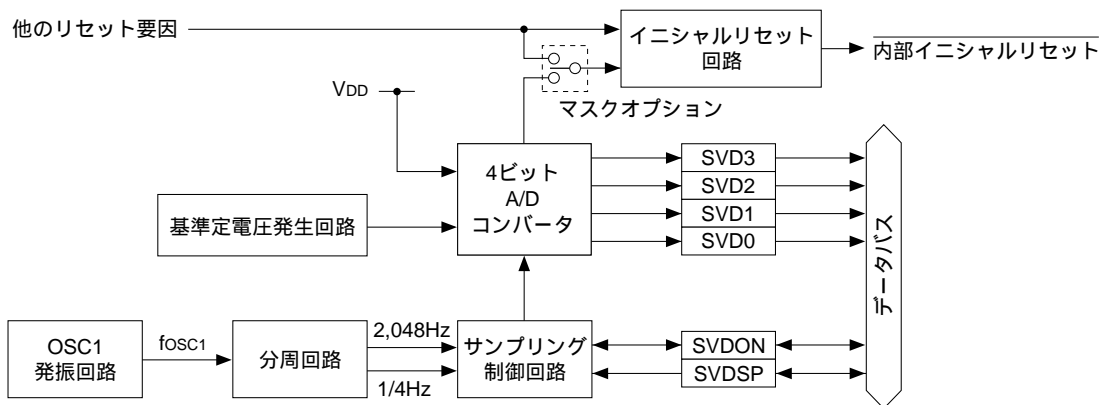 他のリセット要因
イニシャルリセット
回路
内部イニシャルリセット
VDD
マスクオプション
4ビット
A/D
コンバータ
SVD3
SVD2
SVD1
SVD0
基準定電圧発生回路
データバス
OSC1
発振回路
fOSC1
分周回路
2,048Hz
1/4Hz
サンプリング
制御回路
SVDON
SVDSP